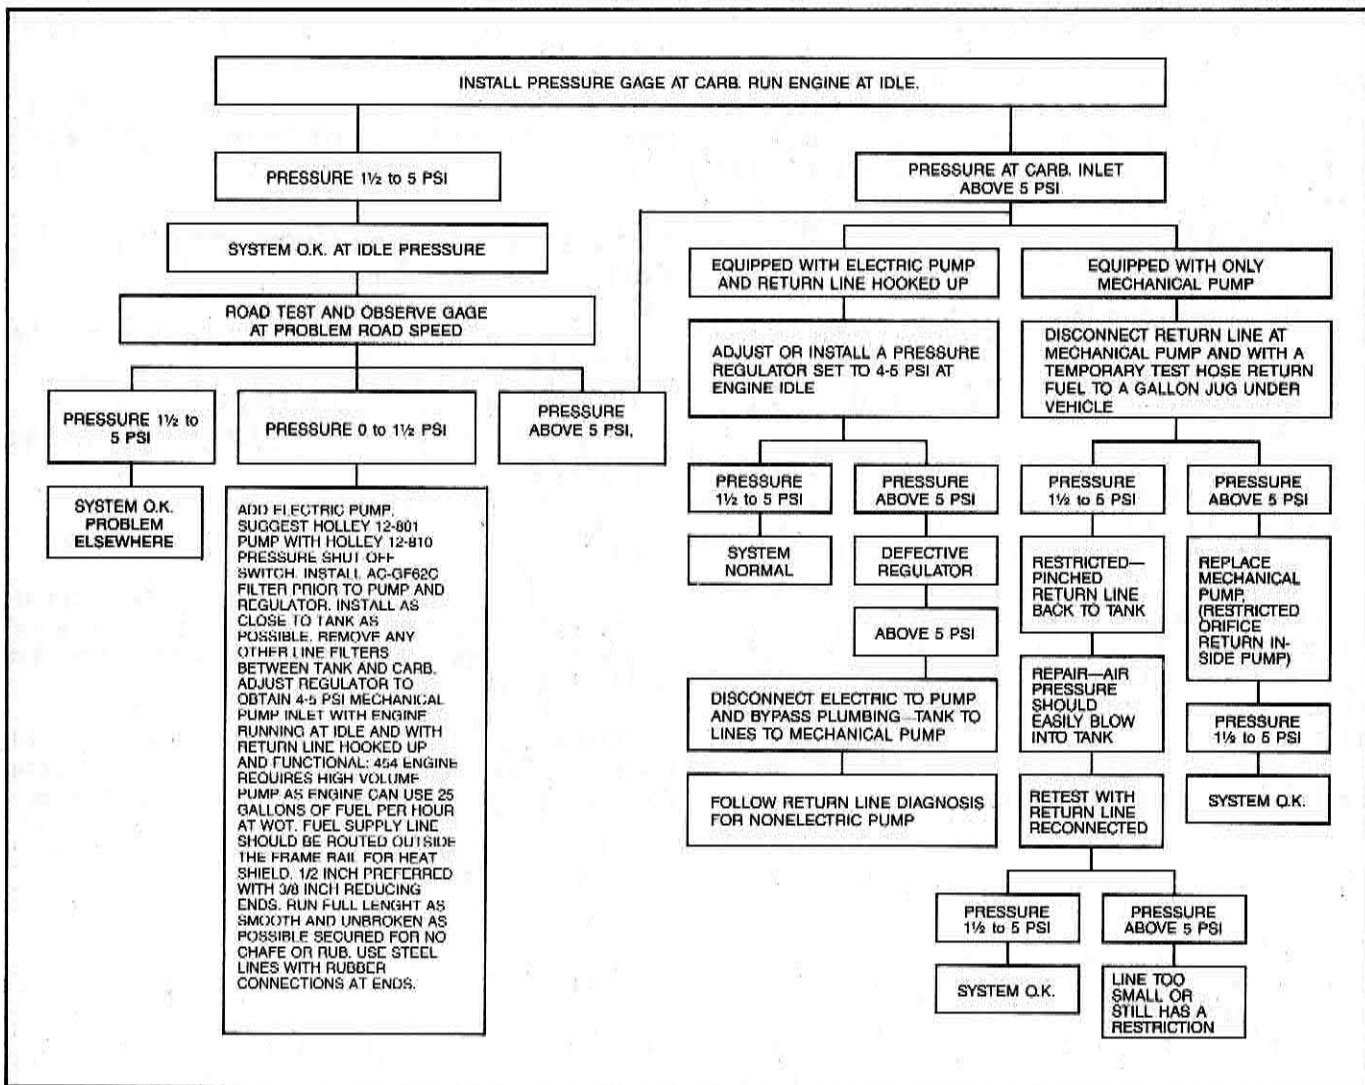 INSTALL PRESSURE GAGE AT CARB. RUN ENGINE AT IDLE.
PRESSURE 1½ to 5 PSI
SYSTEM O.K. AT IDLE PRESSURE
ROAD TEST AND OBSERVE GAGE
AT PROBLEM ROAD SPEED
PRESSURE 1½ to
5 PSI
SYSTEM O.K.
PROBLEM
ELSEWHERE
PRESSURE 0 to 1½ PSI
ADD ELECTRIC PUMP.
SUGGEST HOLLEY 12-801
PUMP WITH HOLLEY 12-810
PRESSURE SHUT OFF
SWITCH. INSTALL AC-GF62C
FILTER PRIOR TO PUMP AND
REGULATOR. INSTALL AS
CLOSE TO TANK AS
POSSIBLE. REMOVE ANY
OTHER LINE FILTERS
BETWEEN TANK AND CARB.
ADJUST REGULATOR TO
OBTAIN 4-5 PSI MECHANICAL
PUMP INLET WITH ENGINE
RUNNING AT IDLE AND WITH
RETURN LINE HOOKED UP
AND FUNCTIONAL: 454 ENGINE
REQUIRES HIGH VOLUME
PUMP AS ENGINE CAN USE 25
GALLONS OF FUEL PER HOUR
AT WOT. FUEL SUPPLY LINE
SHOULD BE ROUTED OUTSIDE
THE FRAME RAIL FOR HEAT
SHIELD. 1/2 INCH PREFERRED
WITH 3/8 INCH REDUCING
ENDS. RUN FULL LENGHT AS
SMOOTH AND UNBROKEN AS
POSSIBLE SECURED FOR NO
CHAFE OR RUB. USE STEEL
LINES WITH RUBBER
CONNECTIONS AT ENDS.
PRESSURE
ABOVE 5 PSI,
PRESSURE AT CARB. INLET
ABOVE 5 PSI
EQUIPPED WITH ELECTRIC PUMP
AND RETURN LINE HOOKED UP
ADJUST OR INSTALL A PRESSURE
REGULATOR SET TO 4-5 PSI AT
ENGINE IDLE
PRESSURE
1½ to 5 PSI
SYSTEM
NORMAL
PRESSURE
ABOVE 5 PSI
DEFECTIVE
REGULATOR
ABOVE 5 PSI
DISCONNECT ELECTRIC TO PUMP
AND BYPASS PLUMBING—TANK TO
LINES TO MECHANICAL PUMP
FOLLOW RETURN LINE DIAGNOSIS
FOR NONELECTRIC PUMP
EQUIPPED WITH ONLY
MECHANICAL PUMP
DISCONNECT RETURN LINE AT
MECHANICAL PUMP AND WITH A
TEMPORARY TEST HOSE RETURN
FUEL TO A GALLON JUG UNDER
VEHICLE
PRESSURE
1½ to 5 PSI
RESTRICTED—
PINCHED
RETURN LINE
BACK TO TANK
REPAIR—AIR
PRESSURE
SHOULD
EASILY BLOW
INTO TANK
RETEST WITH
RETURN LINE
RECONNECTED
PRESSURE
1½ to 5 PSI
SYSTEM O.K.
PRESSURE
ABOVE 5 PSI
LINE TOO
SMALL OR
STILL HAS A
RESTRICTION
PRESSURE
ABOVE 5 PSI
REPLACE
MECHANICAL
PUMP,
(RESTRICTED
ORIFICE
RETURN IN-
SIDE PUMP)
PRESSURE
1½ to 5 PSI
SYSTEM O.K.